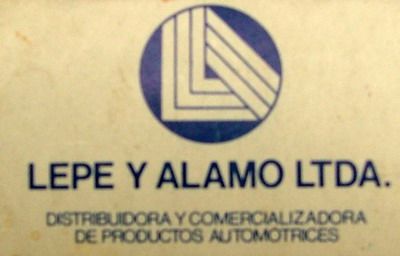 LEPE Y ALAMO LTDA.
DISTRIBUIDORA Y COMERCIALIZADORA
DE PRODUCTOS AUTOMOTRICES